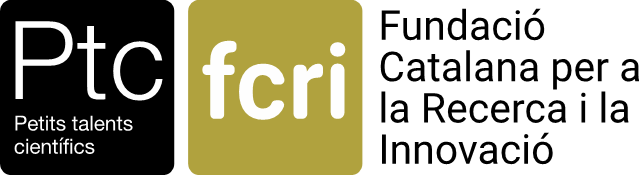 Ptc
Petits talents
científics
fcri
Fundació
Catalana per a
la Recerca i la
Innovació